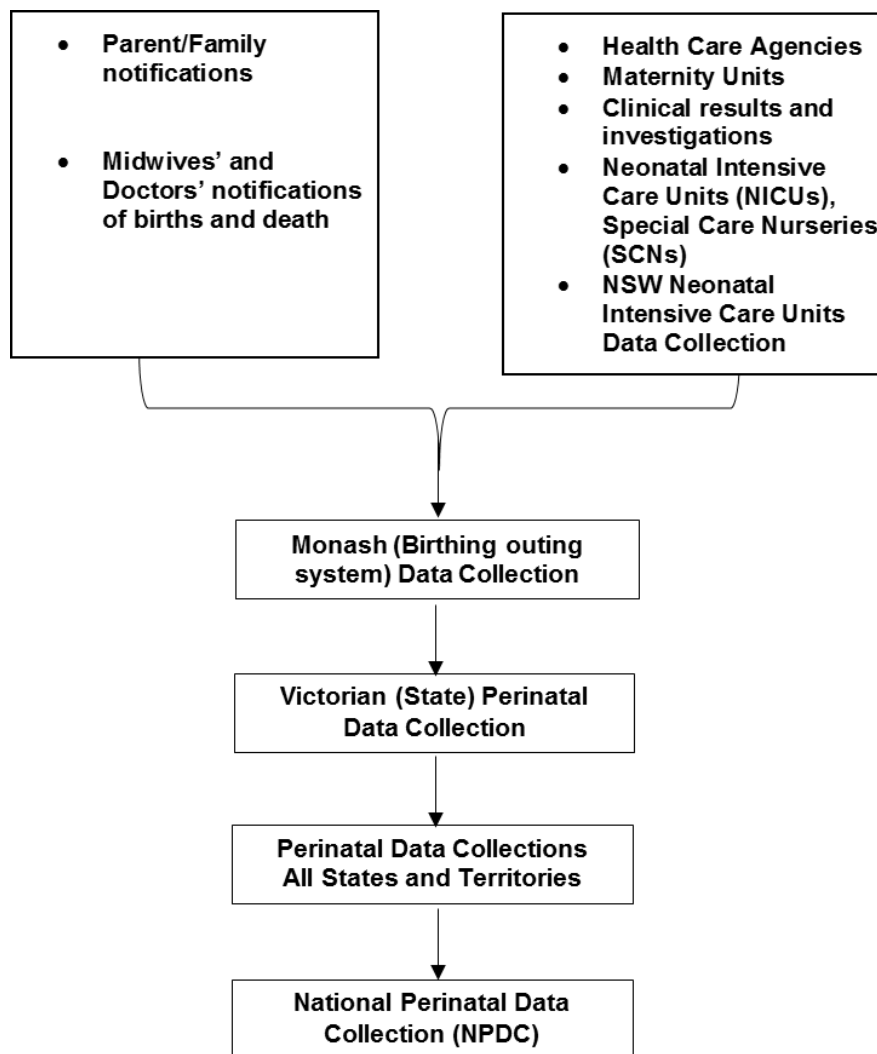 • Parent/Family
notifications
• Midwives’ and
Doctors’ notifications
of births and death
• Health Care Agencies
• Maternity Units
• Clinical results and
investigations
• Neonatal Intensive
Care Units (NICUs),
Special Care Nurseries
(SCNs)
• NSW Neonatal
Intensive Care Units
Data Collection
Monash (Birthing outing
system) Data Collection
Victorian (State) Perinatal
Data Collection
Perinatal Data Collections
All States and Territories
National Perinatal Data
Collection (NPDC)